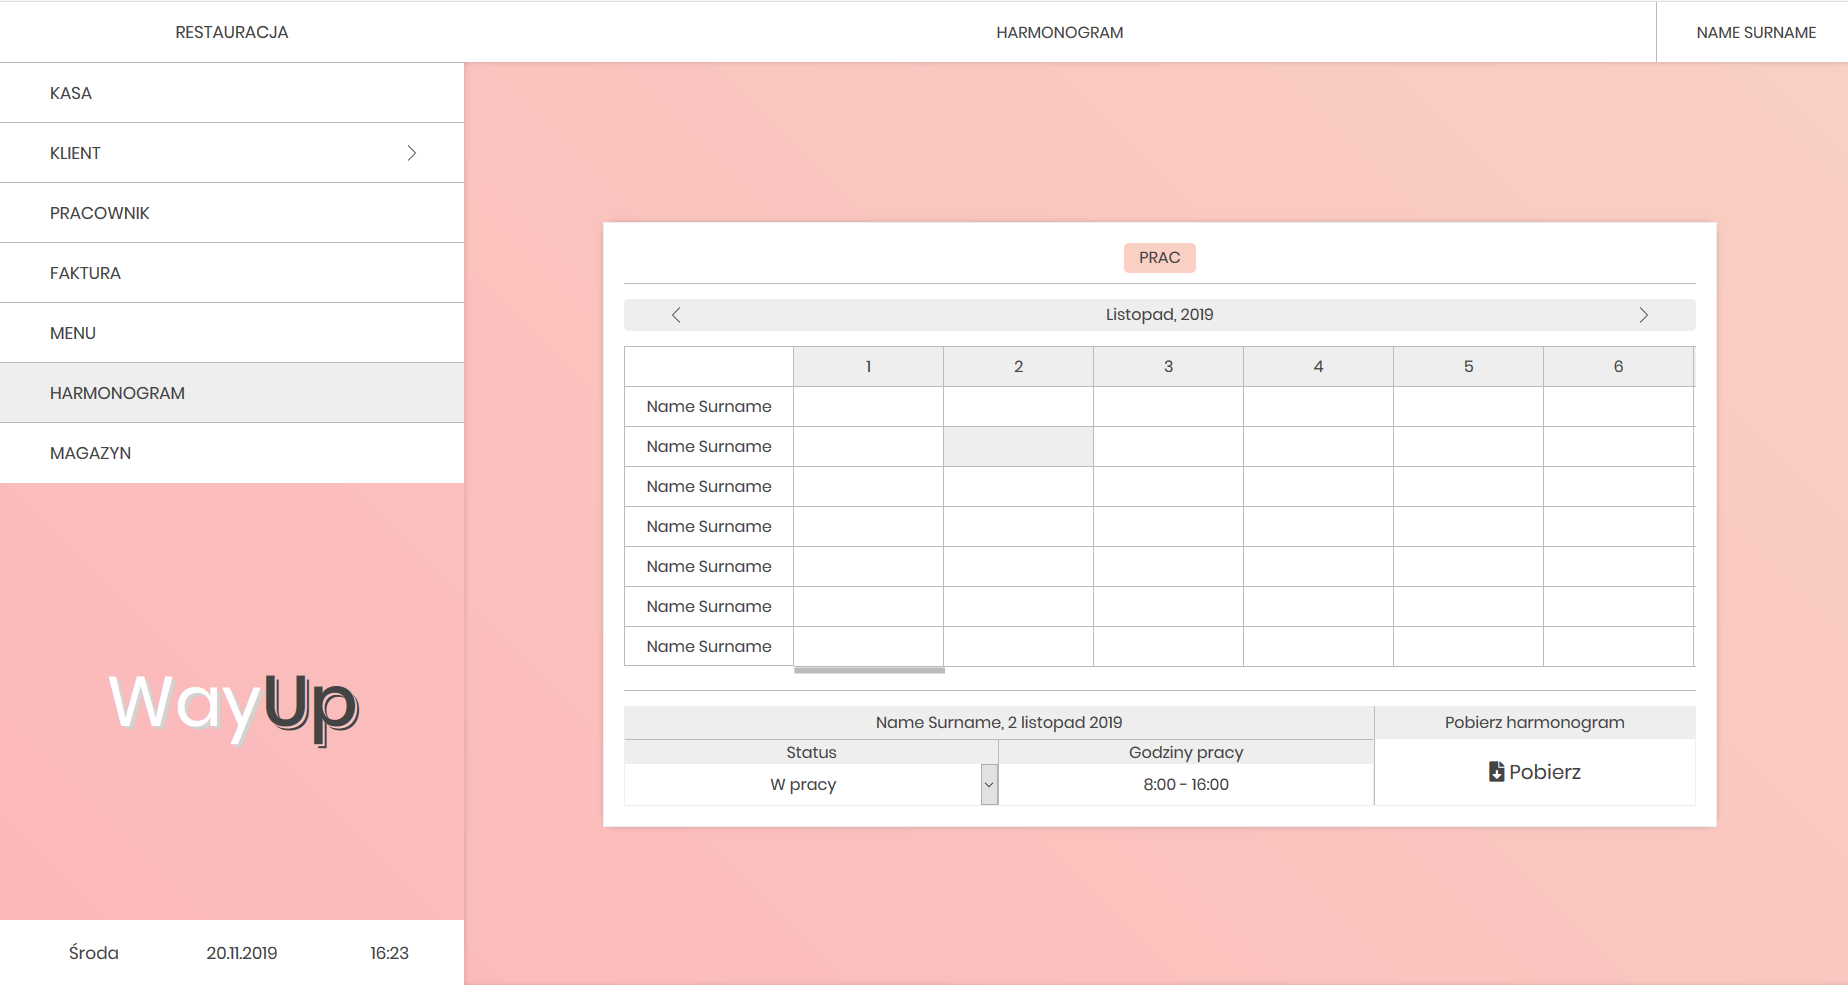 RESTAURACJA
HARMONOGRAM
NAME SURNAME
KASA
KLIENT
PRACOWNIK
FAKTURA
MENU
HARMONOGRAM
MAGAZYN
WayUp
Środa 20.11.2019 16:23
PRAC
Listopad, 2019
1 2 3 4 5 6
Name Surname
Name Surname
Name Surname
Name Surname
Name Surname
Name Surname
Name Surname
Name Surname, 2 listopad 2019
Status Godziny pracy
W pracy 8:00 - 16:00
Pobierz harmonogram
Pobierz